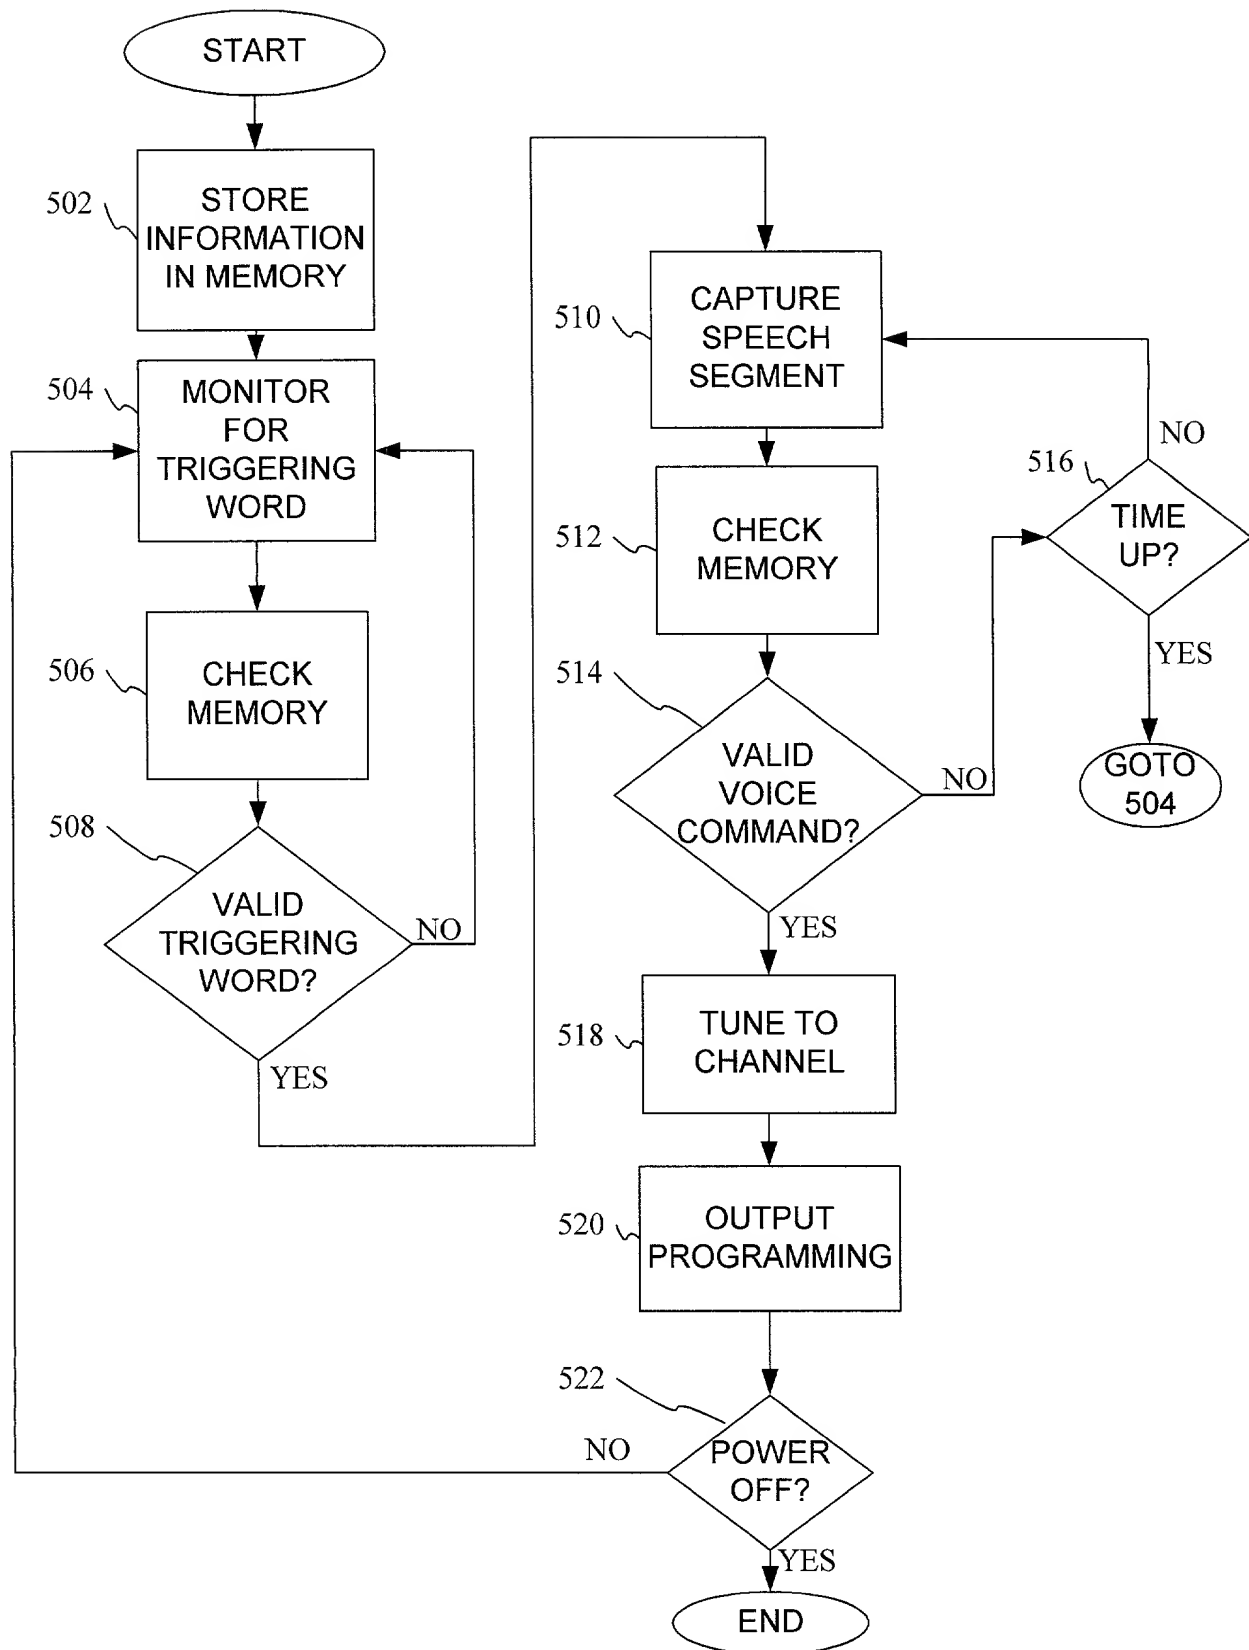 START
502
STORE
INFORMATION
IN MEMORY
504
MONITOR
FOR
TRIGGERING
WORD
506
CHECK
MEMORY
508
VALID
TRIGGERING
WORD?
NO
YES
510
CAPTURE
SPEECH
SEGMENT
512
CHECK
MEMORY
514
VALID
VOICE
COMMAND?
NO
YES
516
TIME
UP?
NO
YES
GOTO
504
518
TUNE TO
CHANNEL
520
OUTPUT
PROGRAMMING
522
POWER
OFF?
NO
YES
END